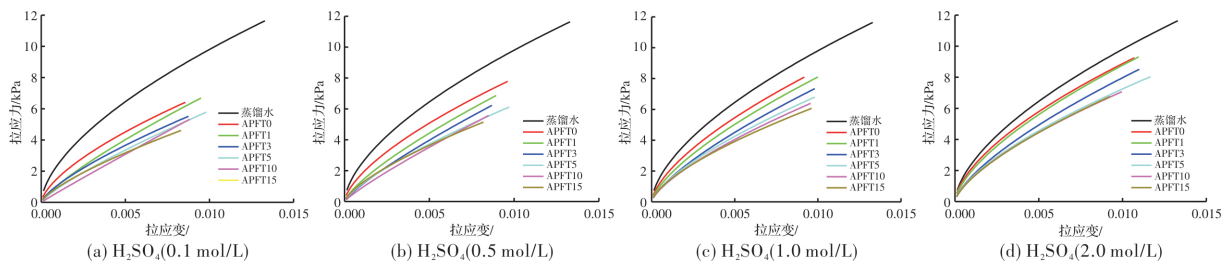 12
10
8
6
4
2
0
拉应力/kPa
蒸馏水
APFT0
APFT1
APFT3
APFT5
APFT10
APFT15
0.000
0.005
0.010
0.015
拉应变/
(a) H₂SO₄(0.1 mol/L)
12
10
8
6
4
2
0
拉应力/kPa
蒸馏水
APFT0
APFT1
APFT3
APFT5
APFT10
APFT15
0.000
0.005
0.010
0.015
拉应变/
(b) H₂SO₄(0.5 mol/L)
12
10
8
6
4
2
0
拉应力/kPa
蒸馏水
APFT0
APFT1
APFT3
APFT5
APFT10
APFT15
0.000
0.005
0.010
0.015
拉应变/
(c) H₂SO₄(1.0 mol/L)
12
10
8
6
4
2
0
拉应力/kPa
蒸馏水
APFT0
APFT1
APFT3
APFT5
APFT10
APFT15
0.000
0.005
0.010
0.015
拉应变/
(d) H₂SO₄(2.0 mol/L)